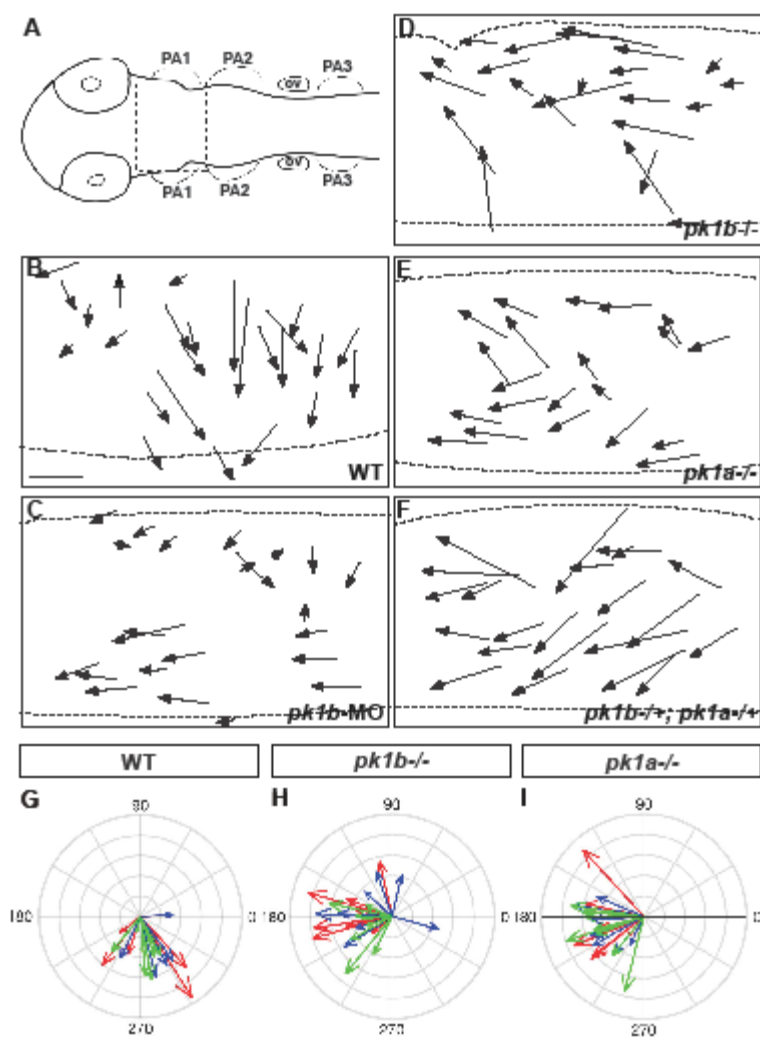 A
PA1 PA2 ov PA3
PA1 PA2 ov PA3
D
pk1b-/-
B
WT
E
pk1a-/-
C
pk1b-MO
F
pk1b-/+; pk1a-/+
WT
pk1b-/-
pk1a-/-
G
90
180
0
270
H
90
180
0
270
I
90
180
0
270